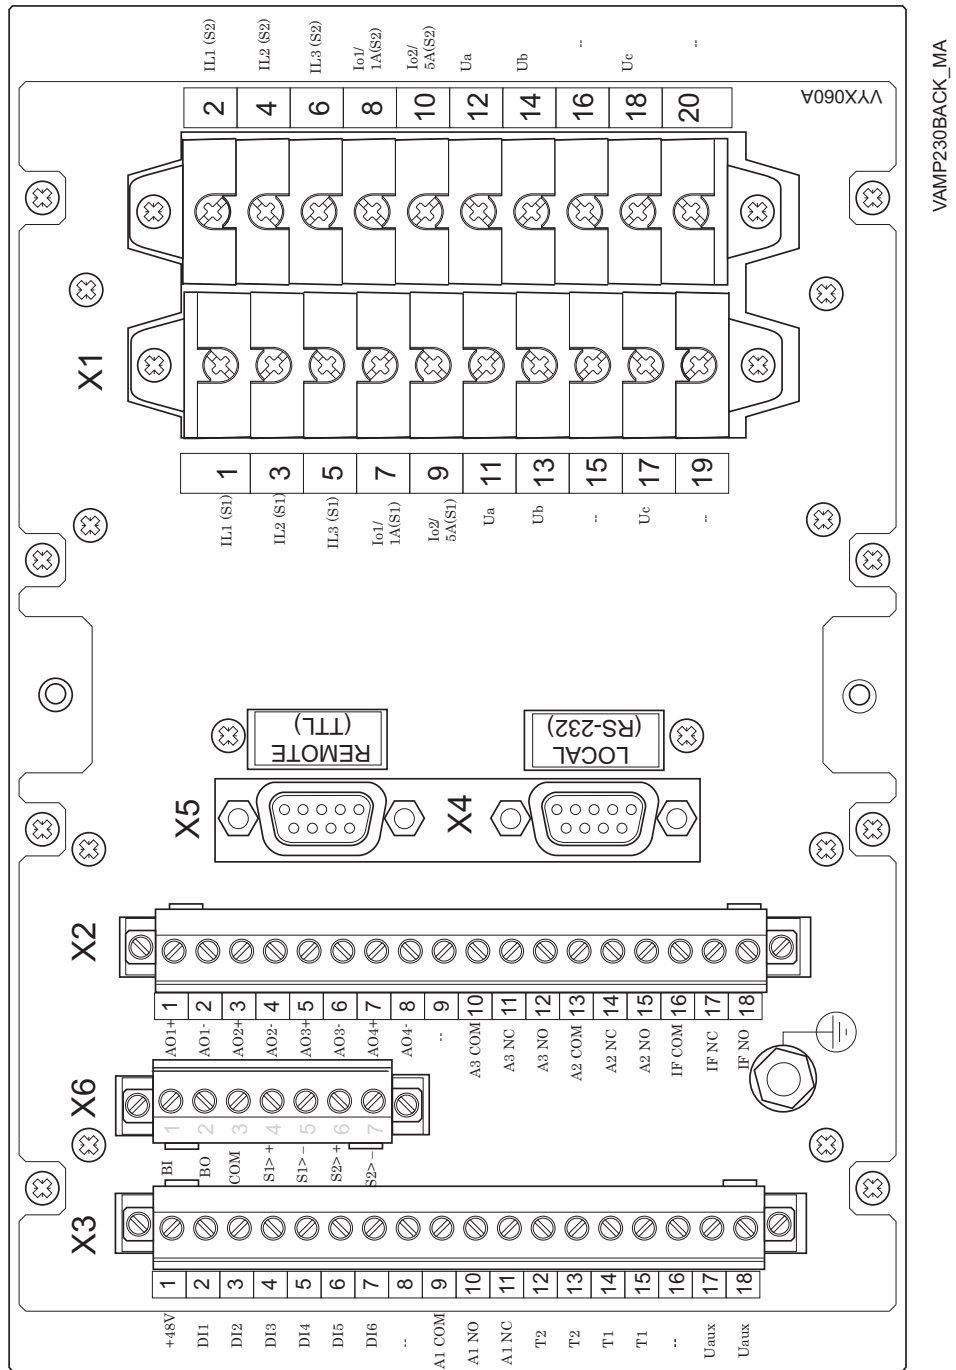 VAMP230BACK_MA
VYX060A
IL1 (S2)
IL2 (S2)
IL3 (S2)
Io1/
1A(S2)
Io2/
5A(S2)
Ua
Ub
--
Uc
--
2
4
6
8
10
12
14
16
18
20
X1
1
3
5
7
9
11
13
15
17
19
IL1 (S1)
IL2 (S1)
IL3 (S1)
Io1/
1A(S1)
Io2/
5A(S1)
Ua
Ub
--
Uc
--
REMOTE
(TTL)
LOCAL
(RS-232)
X5
X4
X2
1
2
3
4
5
6
7
8
9
10
11
12
13
14
15
16
17
18
AO1+
AO1-
AO2+
AO2-
AO3+
AO3-
AO4+
AO4-
--
A3 COM
A3 NC
A3 NO
A2 COM
A2 NC
A2 NO
IF COM
IF NC
IF NO
X6
1
2
3
4
5
6
7
BI
BO
COM
S1>+
S1>-
S2>+
S2>-
X3
1
2
3
4
5
6
7
8
9
10
11
12
13
14
15
16
17
18
+48V
DI1
DI2
DI3
DI4
DI5
DI6
--
A1 COM
A1 NO
A1 NC
T2
T2
T1
T1
--
Uaux
Uaux